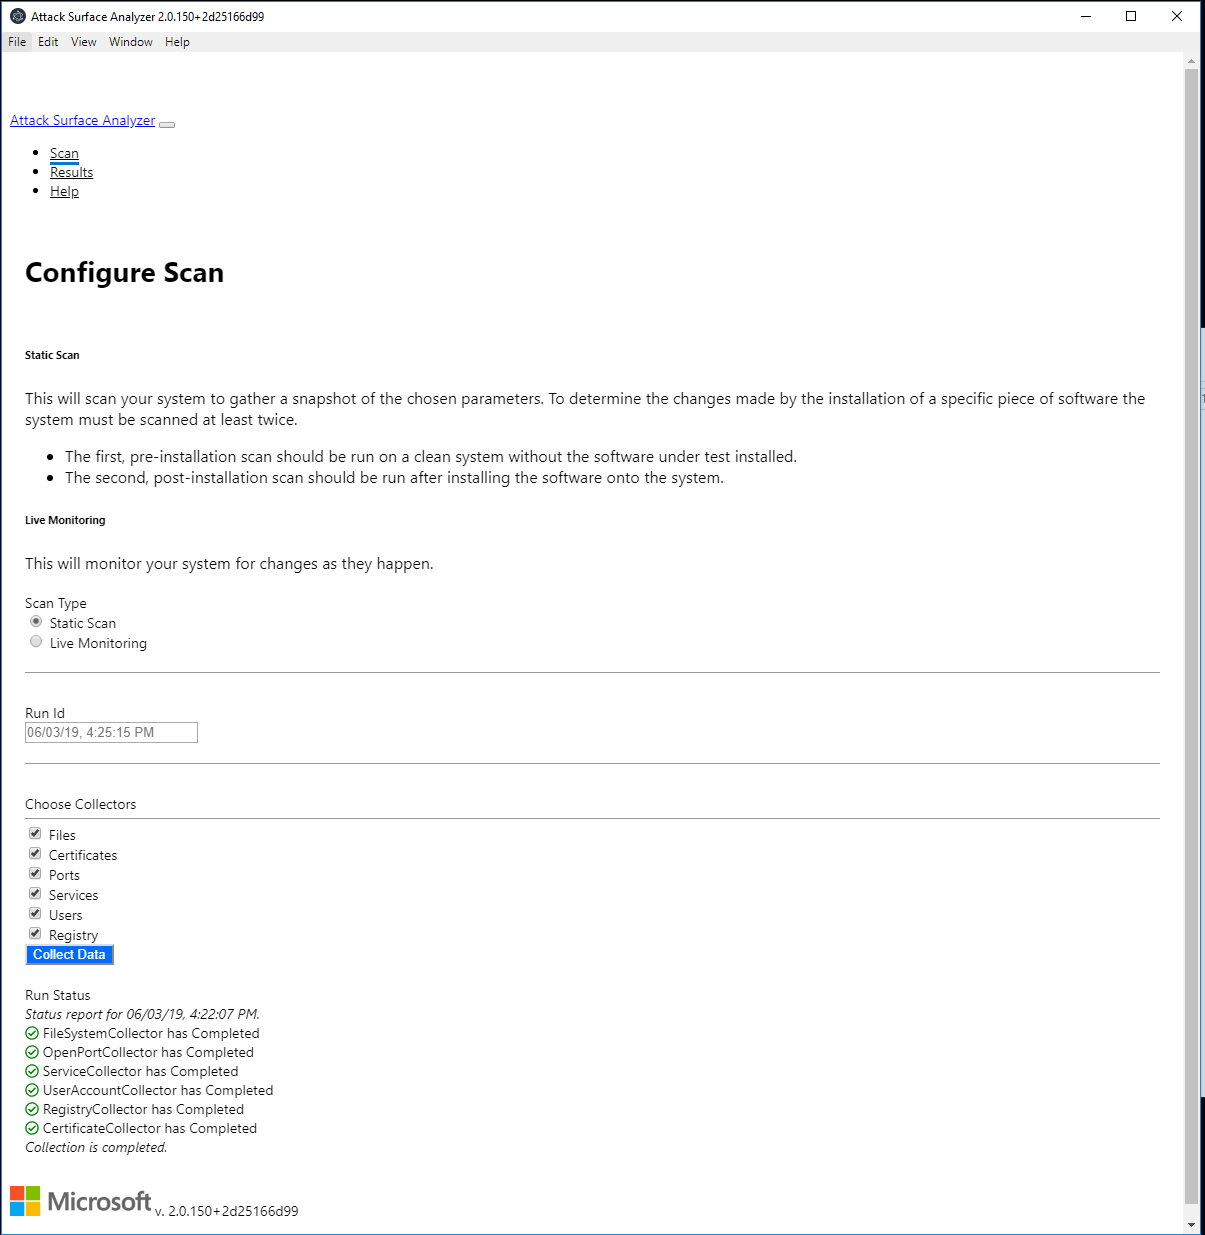 Attack Surface Analyzer 2.0.150+2d25166d99
File Edit View Window Help
Attack Surface Analyzer
Scan
Results
Help
Configure Scan
Static Scan
This will scan your system to gather a snapshot of the chosen parameters. To determine the changes made by the installation of a specific piece of software the
system must be scanned at least twice.
The first, pre-installation scan should be run on a clean system without the software under test installed.
The second, post-installation scan should be run after installing the software onto the system.
Live Monitoring
This will monitor your system for changes as they happen.
Scan Type
Static Scan
Live Monitoring
Run Id
06/03/19, 4:25:15 PM
Choose Collectors
Files
Certificates
Ports
Services
Users
Registry
Collect Data
Run Status
Status report for 06/03/19, 4:22:07 PM.
FileSystemCollector has Completed
OpenPortCollector has Completed
ServiceCollector has Completed
UserAccountCollector has Completed
RegistryCollector has Completed
CertificateCollector has Completed
Collection is completed.
Microsoft v. 2.0.150+2d25166d99